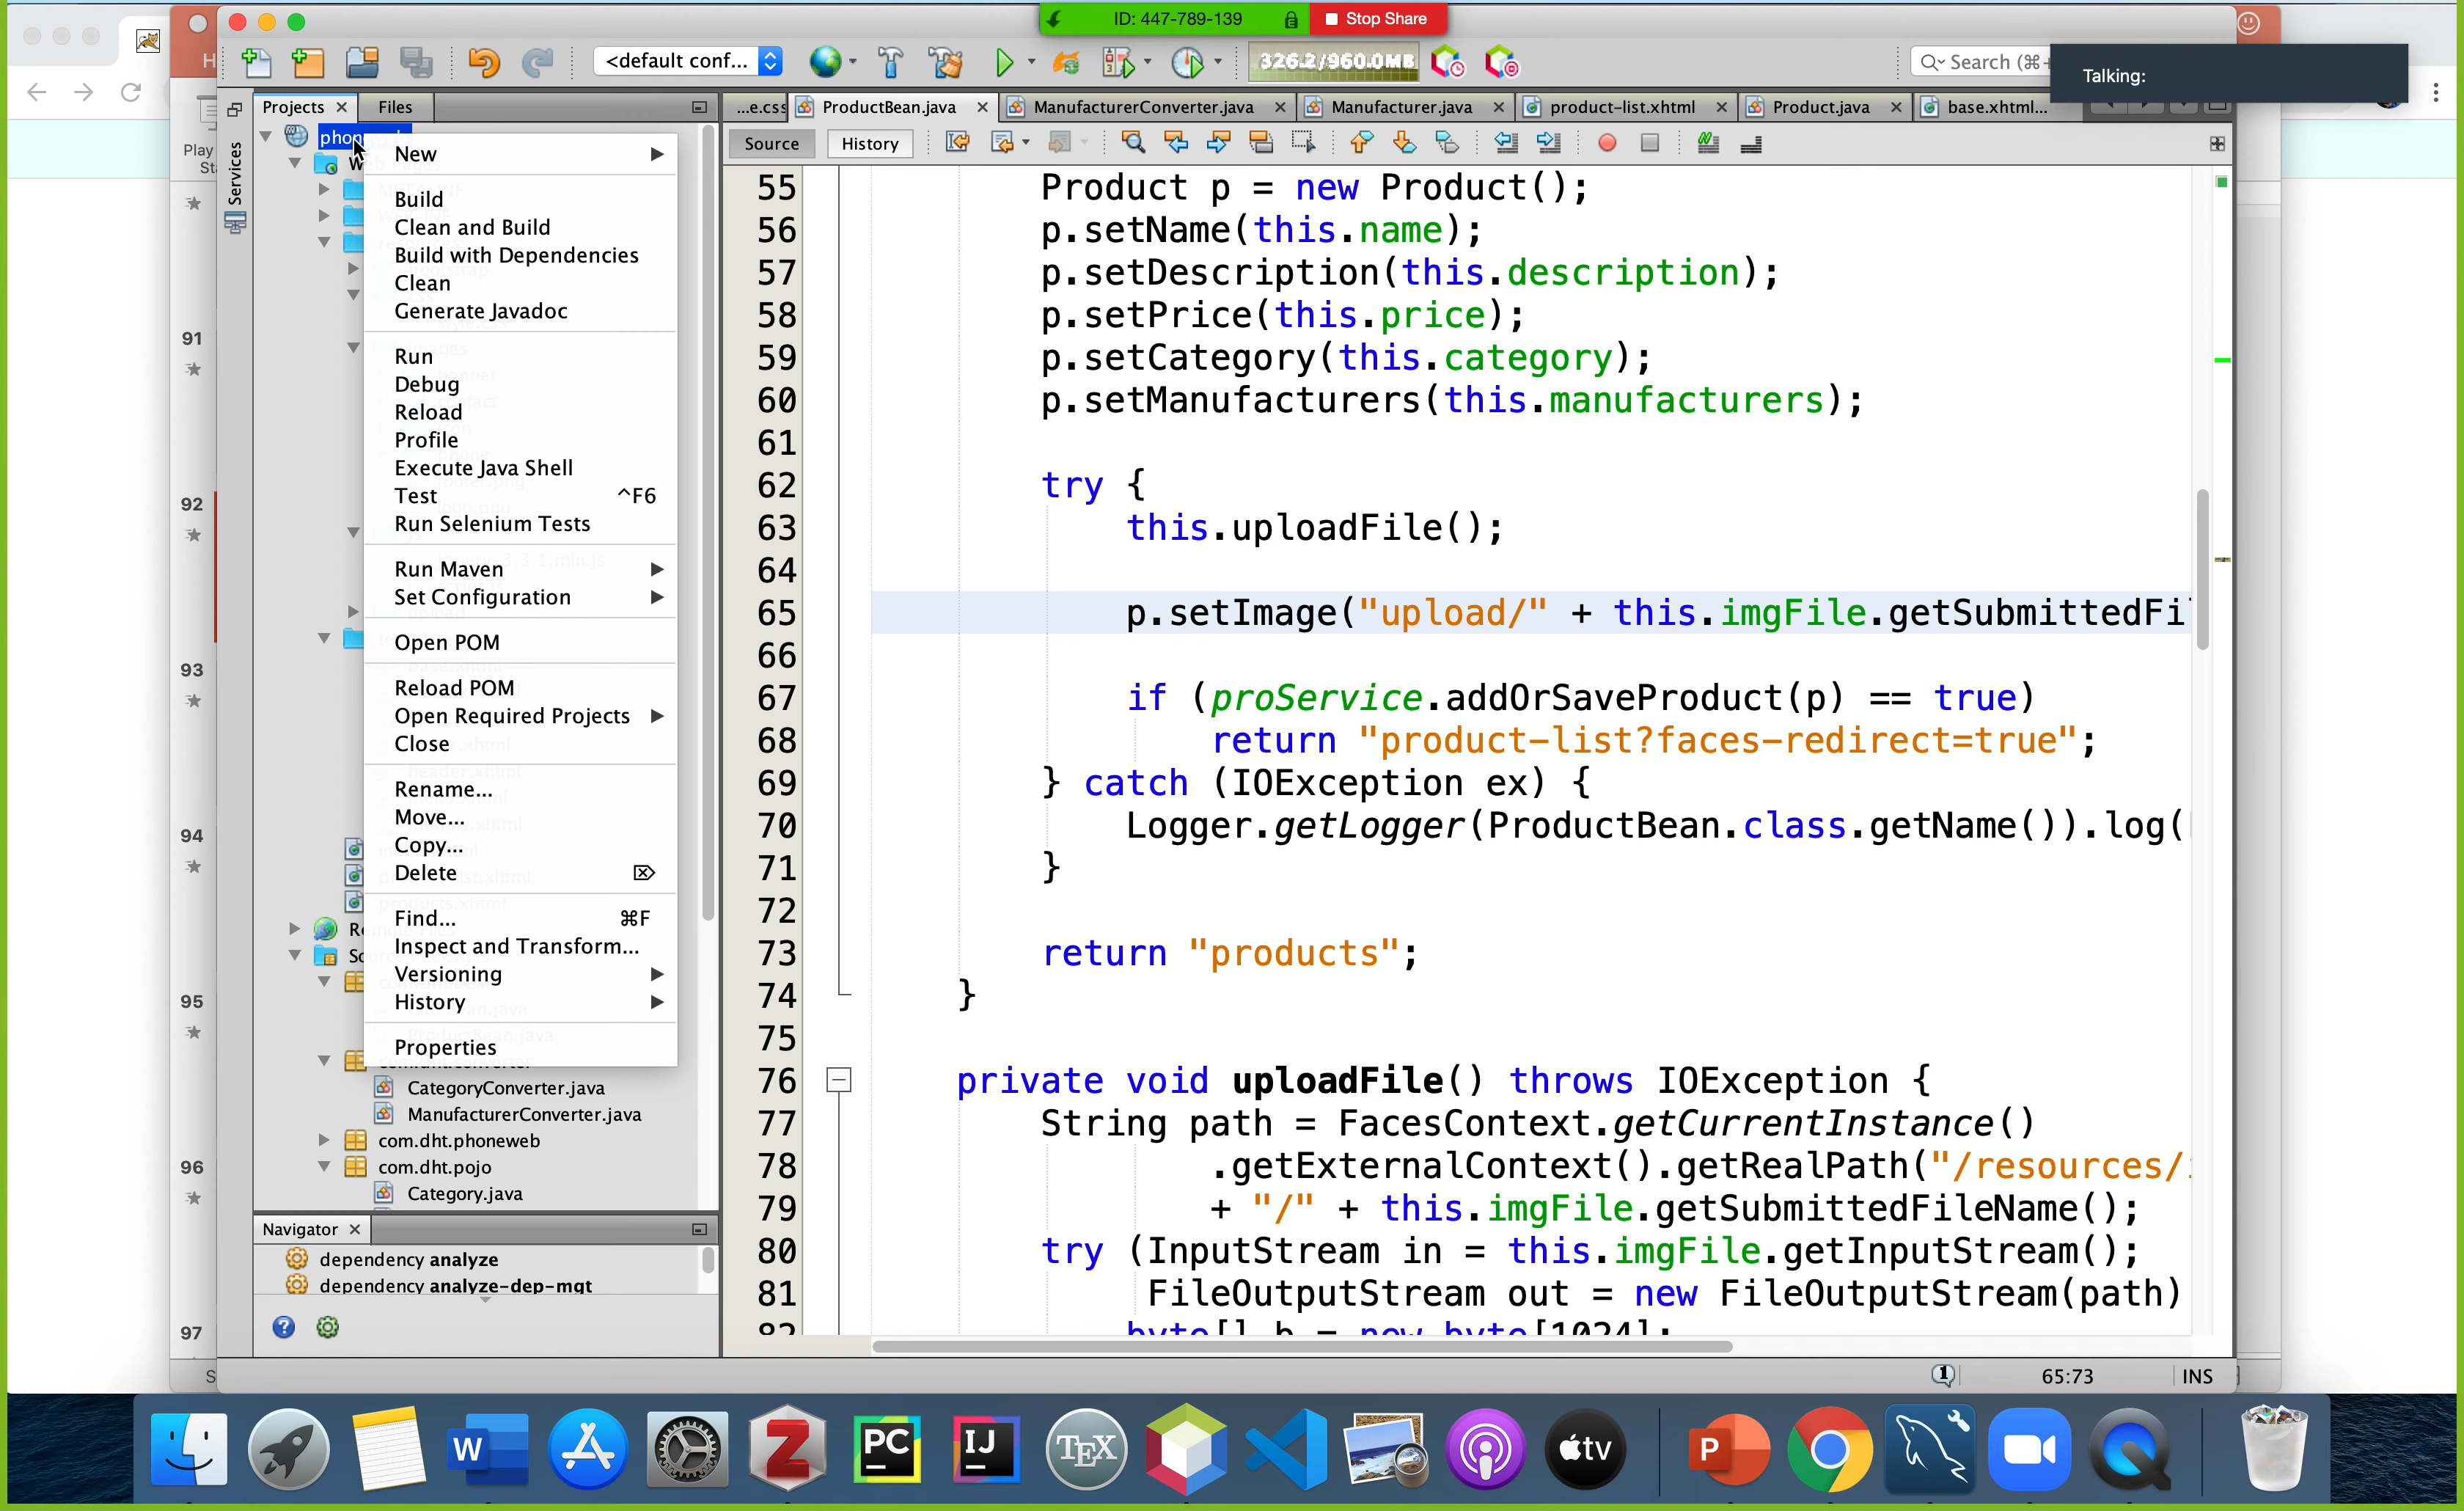 ID: 447-789-139
Stop Share
<default conf...
326.2/960.0MB
Search (⌘+
Talking:
Projects
Files
...e.css
ProductBean.java
ManufacturerConverter.java
Manufacturer.java
product-list.xhtml
Product.java
base.xhtml...
Source
History
Services
Play
91
92
93
94
95
96
97
New
Build
Clean and Build
Build with Dependencies
Clean
Generate Javadoc
Run
Debug
Reload
Profile
Execute Java Shell
Test ^F6
Run Selenium Tests
Run Maven
Set Configuration
Open POM
Reload POM
Open Required Projects
Close
Rename...
Move...
Copy...
Delete
Find... ⌘F
Inspect and Transform...
Versioning
History
Properties
CategoryConverter.java
ManufacturerConverter.java
com.dht.phoneweb
com.dht.pojo
Category.java
Navigator
dependency analyze
dependency analyze-dep-mgt
55 Product p = new Product();
56 p.setName(this.name);
57 p.setDescription(this.description);
58 p.setPrice(this.price);
59 p.setCategory(this.category);
60 p.setManufacturers(this.manufacturers);
61
62 try {
63 this.uploadFile();
64
65 p.setImage("upload/" + this.imgFile.getSubmittedFi
66
67 if (proService.addOrSaveProduct(p) == true)
68 return "product-list?faces-redirect=true";
69 } catch (IOException ex) {
70 Logger.getLogger(ProductBean.class.getName()).log(
71 }
72
73 return "products";
74 }
75
76 private void uploadFile() throws IOException {
77 String path = FacesContext.getCurrentInstance()
78 .getExternalContext().getRealPath("/resources/
79 + "/" + this.imgFile.getSubmittedFileName();
80 try (InputStream in = this.imgFile.getInputStream();
81 FileOutputStream out = new FileOutputStream(path)
82 byte[] b = new byte[1024];
65:73
INS
W
PC
IJ
TEX
tv
P